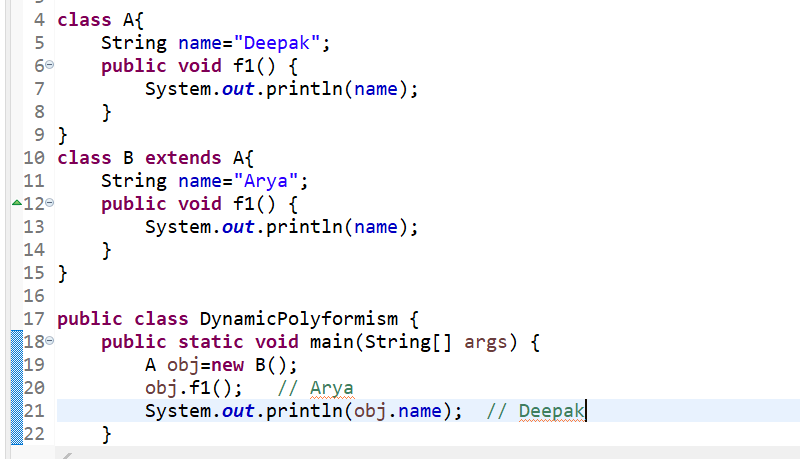 4 class A{
5 String name="Deepak";
6 public void f1() {
7 System.out.println(name);
8 }
9 }
10 class B extends A{
11 String name="Arya";
12 public void f1() {
13 System.out.println(name);
14 }
15 }
16
17 public class DynamicPolyformism {
18 public static void main(String[] args) {
19 A obj=new B();
20 obj.f1(); // Arya
21 System.out.println(obj.name); // Deepak
22 }